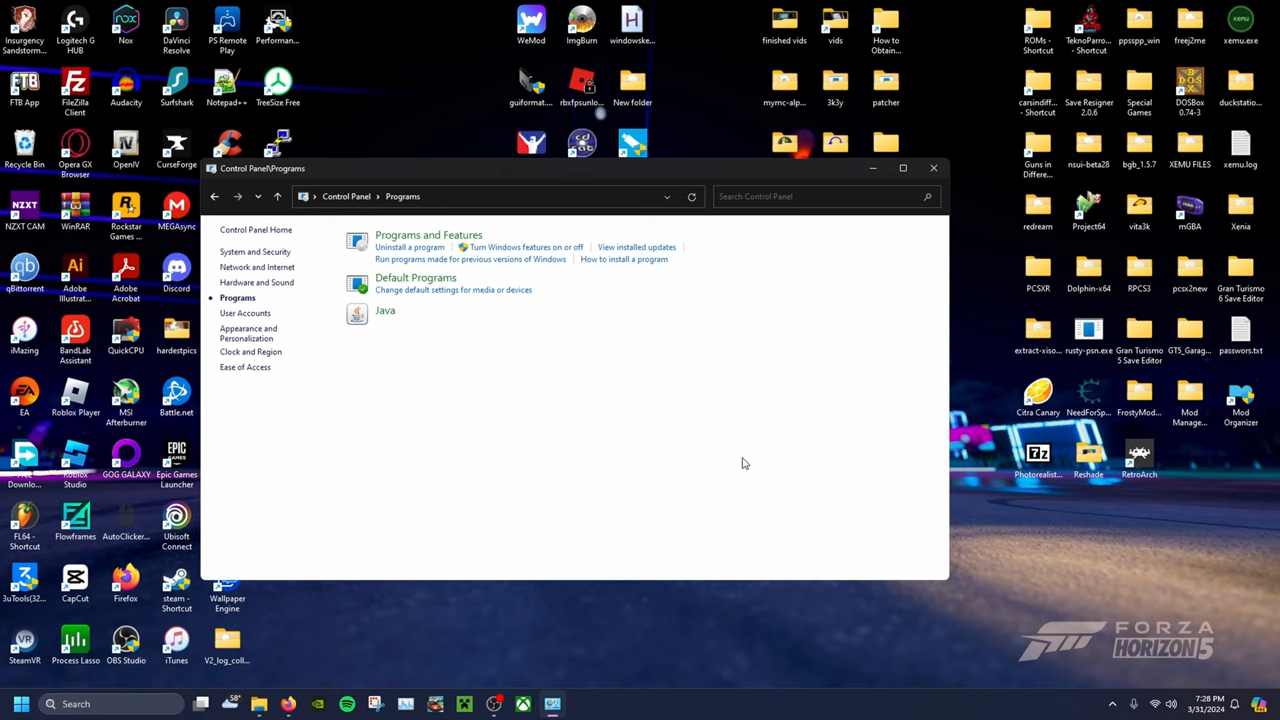 Insurgency Sandstorm...
Logitech G HUB
Nox
DaVinci Resolve
PS Remote Play
Performan...
WeMod
ImgBurn
windowske...
finished vids
vids
How to Obtain...
ROMs - Shortcut
TeknoParro... - Shortcut
ppsspp_win
freej2me
xemu.exe
FTB App
FileZilla Client
Audacity
Surfshark
Notepad++
TreeSize Free
guiformat....
rbxfpsunlo...
New folder
mymc-alp...
3k3y
patcher
carsindiff... - Shortcut
Save Resigner 2.0.6
Special Games
DOSBox 0.74-3
duckstatio...
Recycle Bin
Opera GX Browser
OpenIV
CurseForge
Guns in Differe...
nsui-beta28
bgb_1.5.7
XEMU FILES
xemu.log
Control Panel\Programs
Control Panel > Programs
Search Control Panel
Control Panel Home
System and Security
Network and Internet
Hardware and Sound
Programs
User Accounts
Appearance and Personalization
Clock and Region
Ease of Access
Programs and Features
Uninstall a program
Turn Windows features on or off
View installed updates
Run programs made for previous versions of Windows
How to install a program
Default Programs
Change default settings for media or devices
Java
NZXT CAM
WinRAR
Rockstar Games ...
MEGAsync
redream
Project64
vita3k
mGBA
Xenia
qBittorrent
Adobe Illustrat...
Adobe Acrobat
Discord
PCSXR
Dolphin-x64
RPCS3
pcsx2new
Gran Turismo 6 Save Editor
iMazing
BandLab Assistant
QuickCPU
hardestpics
extract-xiso...
rusty-psn.exe
Gran Turismo 5 Save Editor
GT5_Garag...
passwors.txt
EA
Roblox Player
MSI Afterburner
Battle.net
Citra Canary
NeedForSp...
FrostyMod...
Mod Manage...
Mod Organizer
Downlo...
Roblox Studio
GOG GALAXY
Epic Games Launcher
Photorealist...
Reshade
RetroArch
FL64 - Shortcut
Flowframes
AutoClicker...
Ubisoft Connect
3uTools(32...
CapCut
Firefox
steam - Shortcut
Wallpaper Engine
SteamVR
Process Lasso
OBS Studio
iTunes
V2_log_coll...
FORZA
HORIZON 5
Search
58°
7:28 PM
3/31/2024